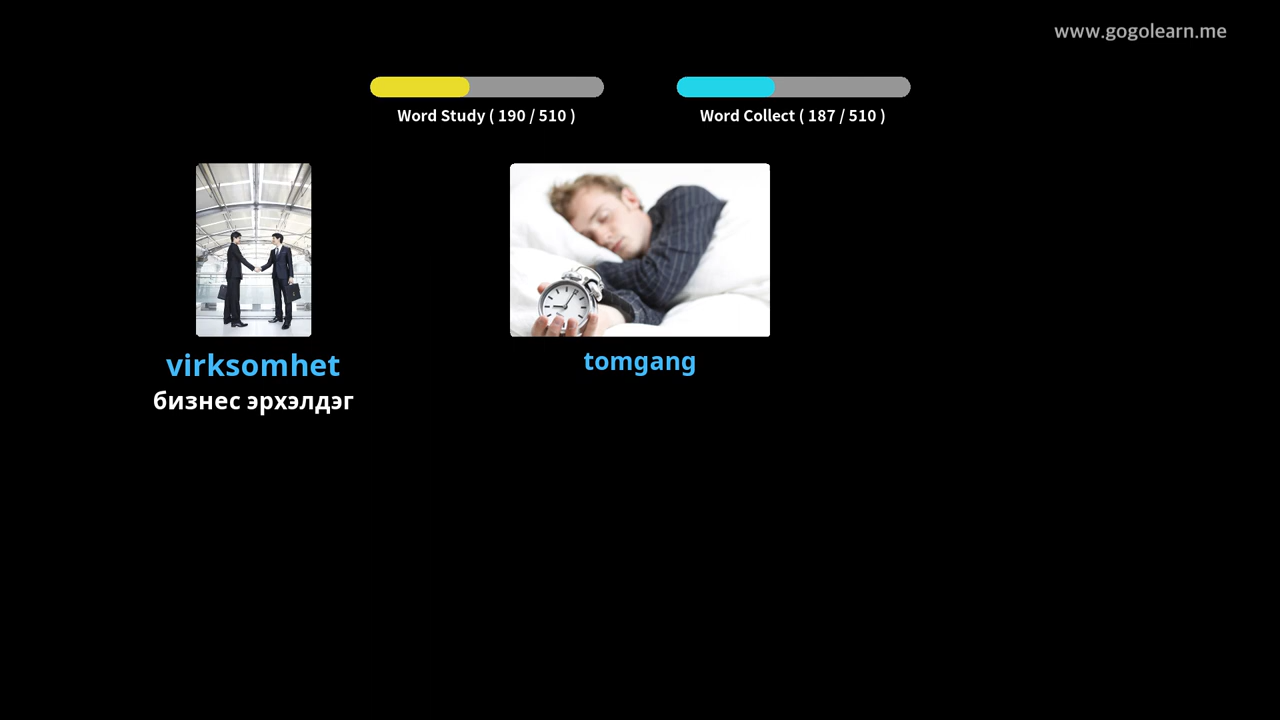 www.gogolearn.me
Word Study ( 190 / 510 )
Word Collect ( 187 / 510 )
virksomhet
бизнес эрхэлдэг
tomgang